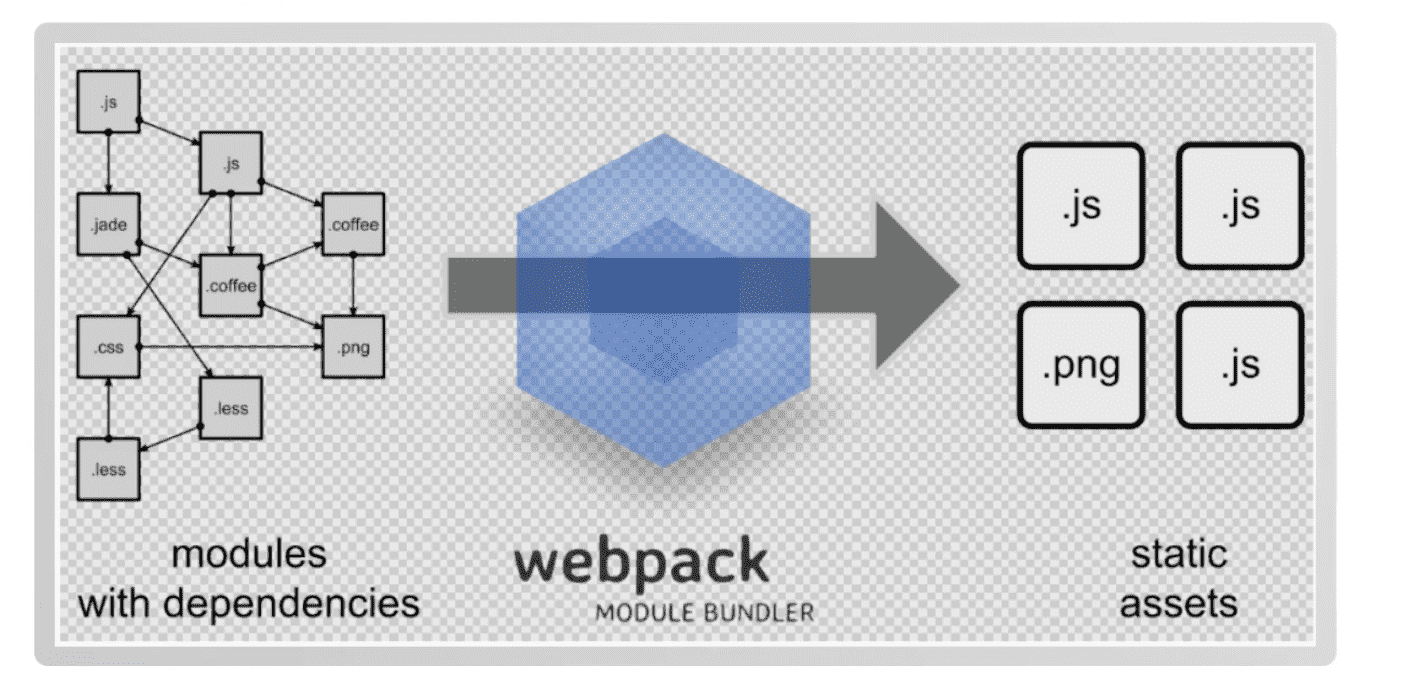 .js
.js
.jade
.coffee
.coffee
.css
.png
.less
.less
modules
with dependencies
webpack
MODULE BUNDLER
.js
.js
.png
.js
static
assets